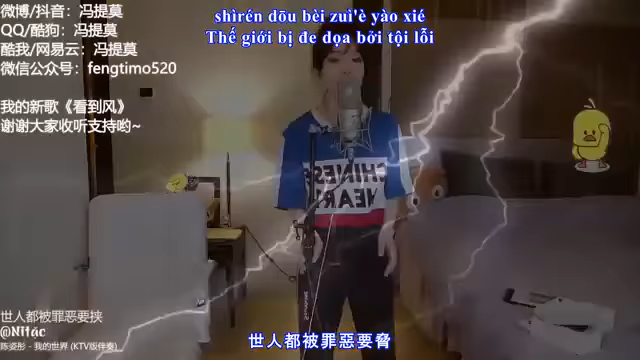 微博/抖音：冯提莫
QQ/酷狗：冯提莫
酷我/网易云：冯提莫
微信公众号：fengtimo520
我的新歌《看到风》
谢谢大家收听支持哟~
shìrén dōu bèi zuì'è yào xié
Thế giới bị đe dọa bởi tội lỗi
CHINESE
HEART
世人都被罪恶要挟
@Nitác
陈姿彤 - 我的世界 (KTV版伴奏)
世人都被罪惡要脅